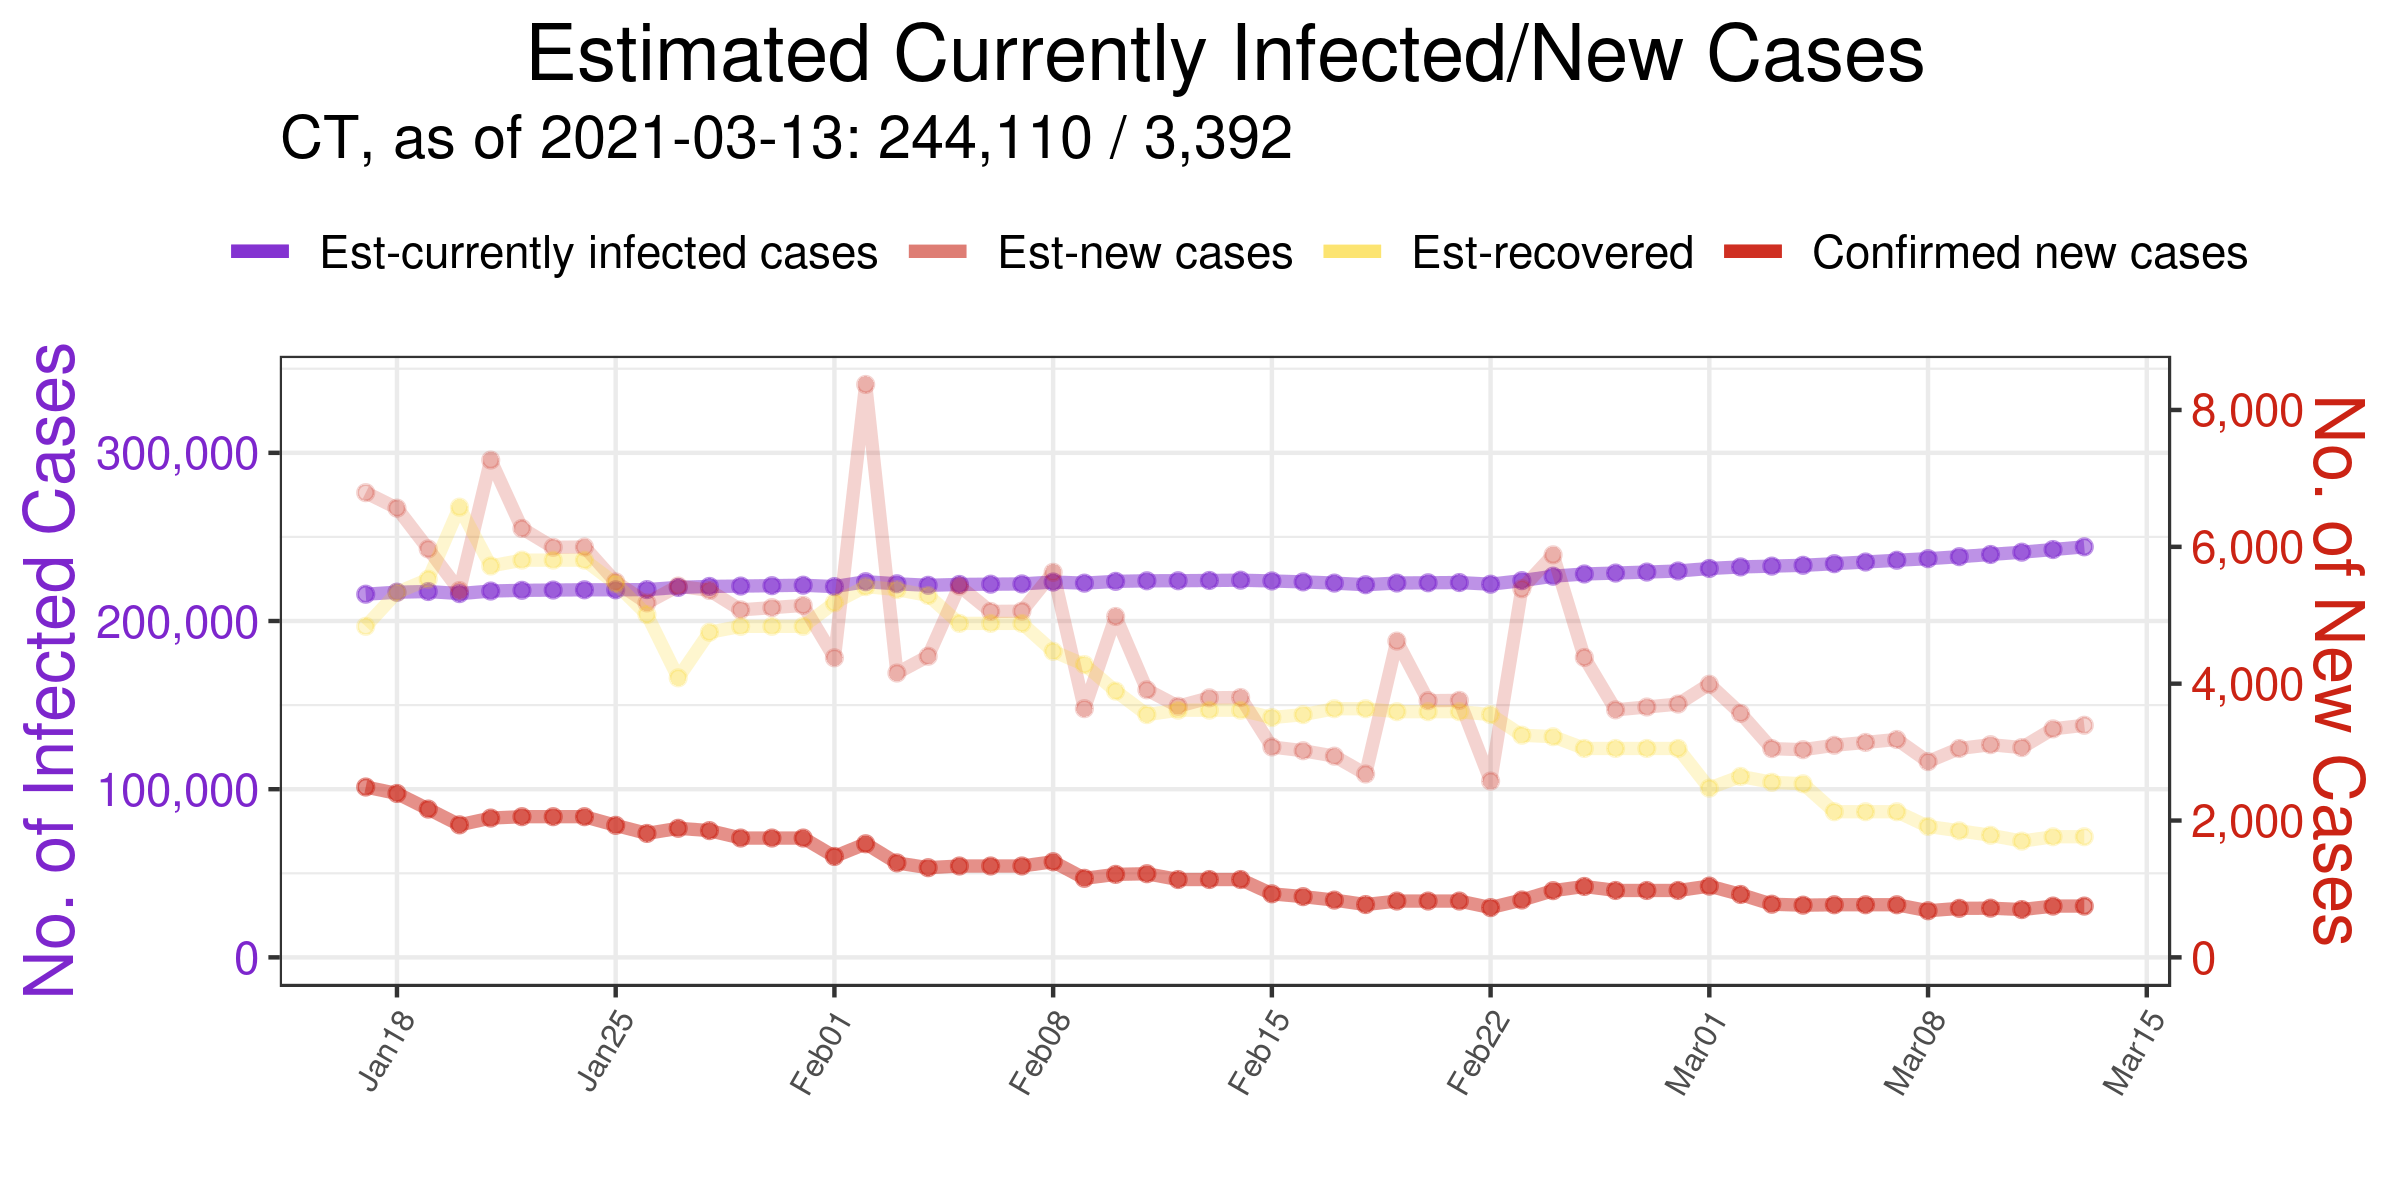 Estimated Currently Infected/New Cases
CT, as of 2021-03-13: 244,110 / 3,392
Est-currently infected cases Est-new cases Est-recovered Confirmed new cases
No. of Infected Cases
300,000
200,000
100,000
0
8,000
6,000
4,000
2,000
0
No. of New Cases
Jan18 Jan25 Feb01 Feb08 Feb15 Feb22 Mar01 Mar08 Mar15